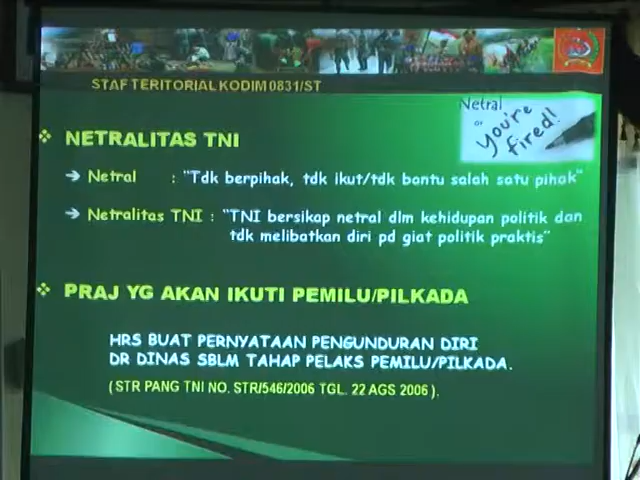 STAF TERITORIAL KODIM 0831/ST
Netral
or
you're
fired!
NETRALITAS TNI
Netral : "Tdk berpihak, tdk ikut/tdk bantu salah satu pihak"
Netralitas TNI : "TNI bersikap netral dlm kehidupan politik dan
tdk melibatkan diri pd giat politik praktis"
PRAJ YG AKAN IKUTI PEMILU/PILKADA
HRS BUAT PERNYATAAN PENGUNDURAN DIRI
DR DINAS SBLM TAHAP PELAKS PEMILU/PILKADA.
(STR PANG TNI NO. STR/546/2006 TGL. 22 AGS 2006).